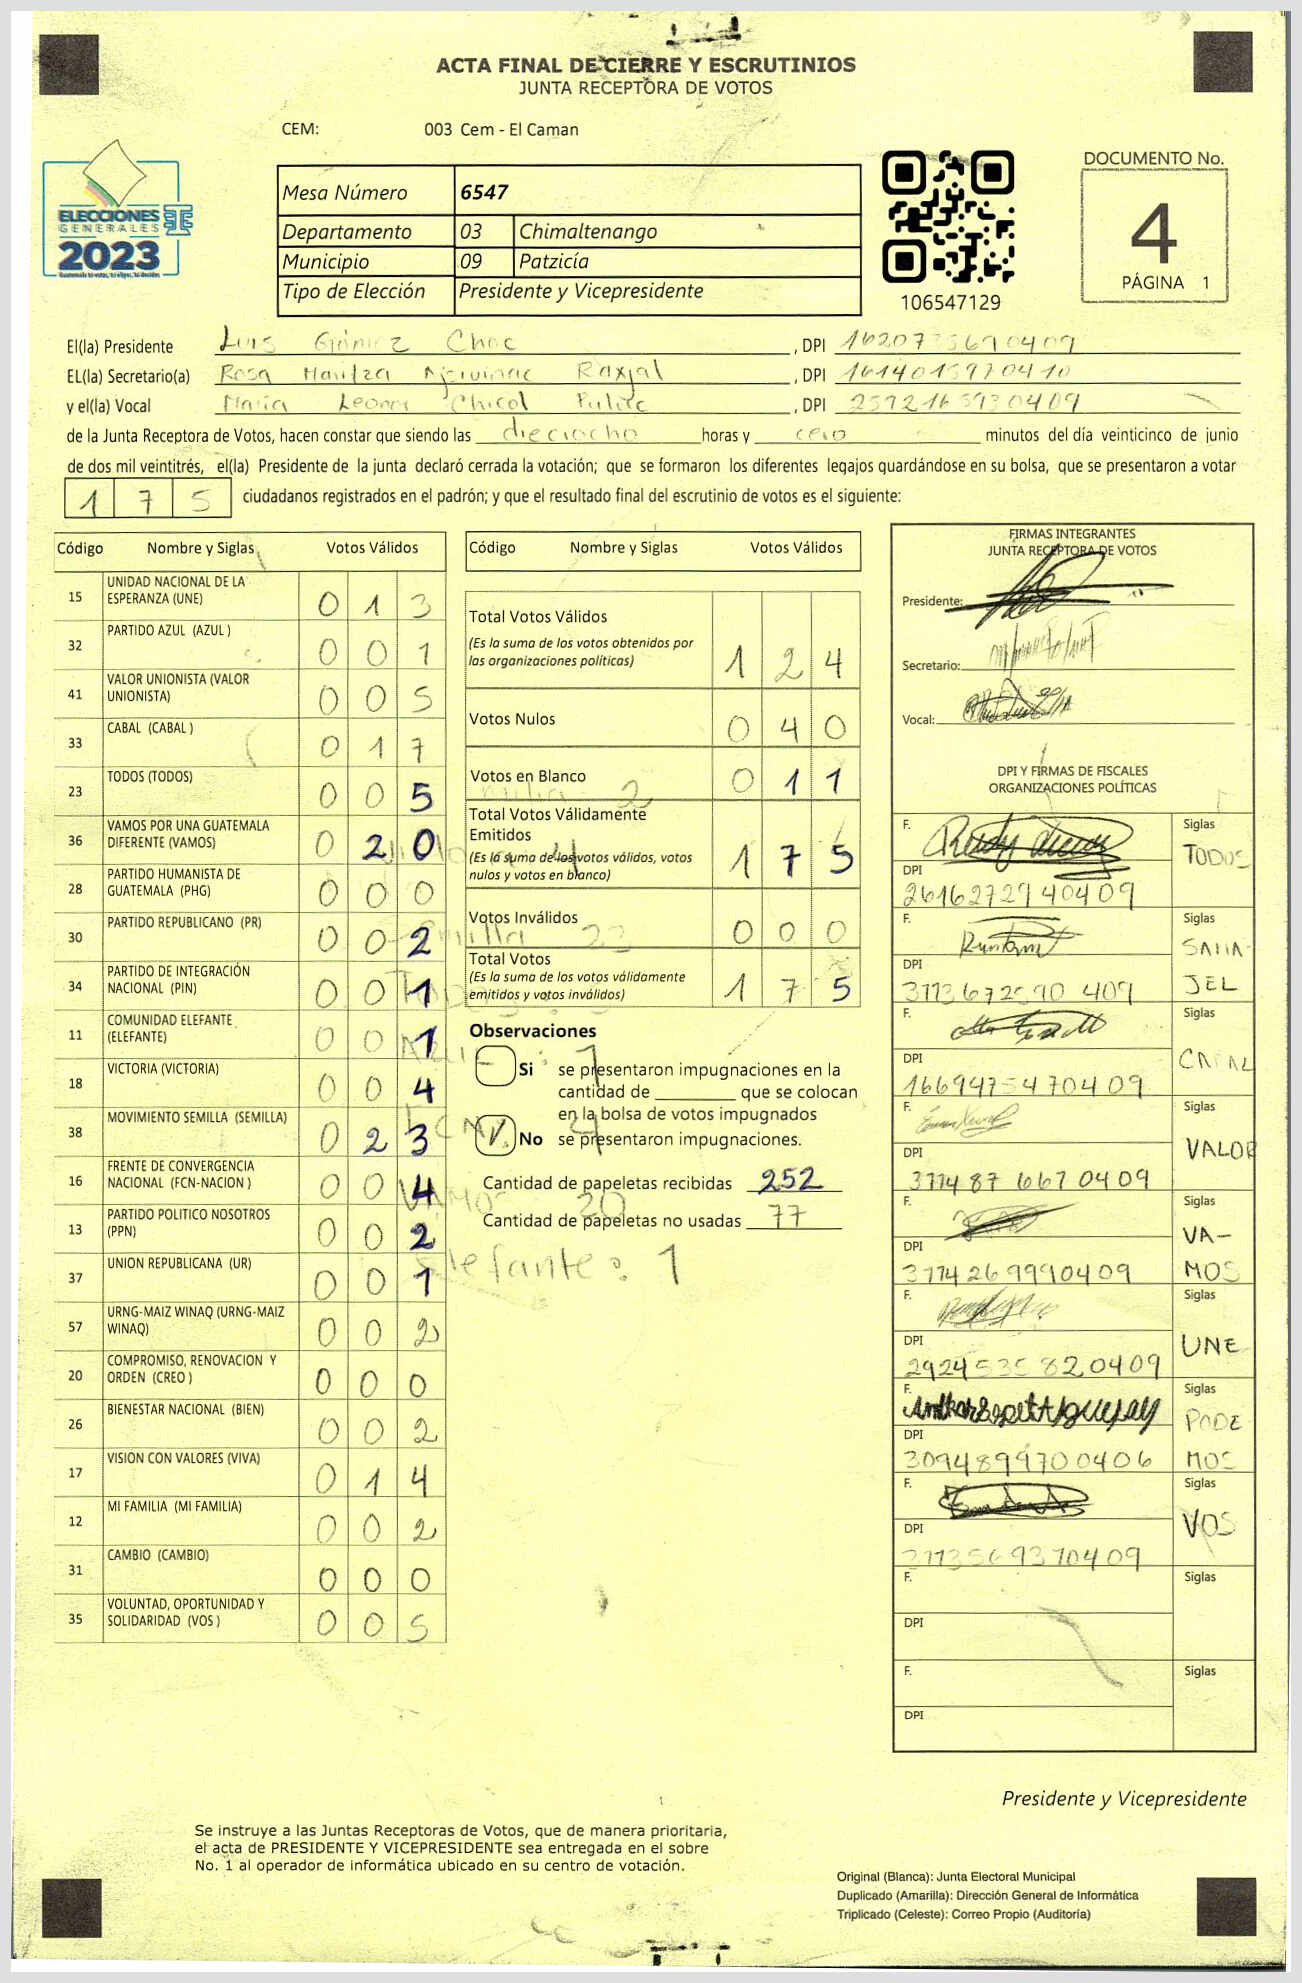 ACTA FINAL DE CIERRE Y ESCRUTINIOS
JUNTA RECEPTORA DE VOTOS
CEM: 003 Cem - El Caman
ELECCIONES
GENERALES
2023
Mesa Número 6547
Departamento 03 Chimaltenango
Municipio 09 Patzicía
Tipo de Elección Presidente y Vicepresidente
106547129
DOCUMENTO No.
4
PÁGINA 1
El(la) Presidente Luis Gómez Choc , DPI
EL(la) Secretario(a) Rosa Maritza Raxjal , DPI
y el(la) Vocal María Leonor Chicol , DPI
de la Junta Receptora de Votos, hacen constar que siendo las dieciocho horas y cero minutos del día veinticinco de junio
de dos mil veintitrés, el(la) Presidente de la junta declaró cerrada la votación; que se formaron los diferentes legajos guardándose en su bolsa, que se presentaron a votar
1 7 5 ciudadanos registrados en el padrón; y que el resultado final del escrutinio de votos es el siguiente:
Código Nombre y Siglas Votos Válidos
15 UNIDAD NACIONAL DE LA ESPERANZA (UNE) 0 1 3
32 PARTIDO AZUL (AZUL ) 0 0 1
41 VALOR UNIONISTA (VALOR UNIONISTA) 0 0 5
33 CABAL (CABAL ) 0 1 7
23 TODOS (TODOS) 0 0 5
36 VAMOS POR UNA GUATEMALA DIFERENTE (VAMOS) 0 2 0
28 PARTIDO HUMANISTA DE GUATEMALA (PHG) 0 0 0
30 PARTIDO REPUBLICANO (PR) 0 0 2
34 PARTIDO DE INTEGRACIÓN NACIONAL (PIN) 0 0 1
11 COMUNIDAD ELEFANTE (ELEFANTE) 0 0 1
18 VICTORIA (VICTORIA) 0 0 4
38 MOVIMIENTO SEMILLA (SEMILLA) 0 2 3
16 FRENTE DE CONVERGENCIA NACIONAL (FCN-NACION ) 0 0 4
13 PARTIDO POLITICO NOSOTROS (PPN) 0 0 2
37 UNION REPUBLICANA (UR) 0 0 1
57 URNG-MAIZ WINAQ (URNG-MAIZ WINAQ) 0 0 2
20 COMPROMISO, RENOVACION Y ORDEN (CREO ) 0 0 0
26 BIENESTAR NACIONAL (BIEN) 0 0 2
17 VISION CON VALORES (VIVA) 0 1 4
12 MI FAMILIA (MI FAMILIA) 0 0 2
31 CAMBIO (CAMBIO) 0 0 0
35 VOLUNTAD, OPORTUNIDAD Y SOLIDARIDAD (VOS ) 0 0 5
Código Nombre y Siglas Votos Válidos
Total Votos Válidos 1 2 4
(Es la suma de los votos obtenidos por
las organizaciones políticas)
Votos Nulos 0 4 0
Votos en Blanco 0 1 1
Total Votos Válidamente
Emitidos 1 7 5
(Es la suma de los votos válidos, votos
nulos y votos en blanco)
Votos Inválidos 0 0 0
Total Votos 1 7 5
(Es la suma de los votos válidamente
emitidos y votos inválidos)
Observaciones
Si se presentaron impugnaciones en la
cantidad de ________ que se colocan
en la bolsa de votos impugnados
No se presentaron impugnaciones.
Cantidad de papeletas recibidas 252
Cantidad de papeletas no usadas 77
Elefante: 1
FIRMAS INTEGRANTES
JUNTA RECEPTORA DE VOTOS
Presidente:
Secretario:
Vocal:
DPI Y FIRMAS DE FISCALES
ORGANIZACIONES POLÍTICAS
F. Siglas
TODOS
DPI
2616272940409
F. Siglas
DPI
F. Siglas
CABAL
DPI
1669475470409
F. Siglas
VALOR
DPI
3774876670409
F. Siglas
VA-
MOS
DPI
3774269990409
F. Siglas
UNE
DPI
2924535820409
F. Siglas
PODE
MOS
DPI
3094899700406
F. Siglas
VOS
DPI
F. Siglas
DPI
F. Siglas
DPI
Presidente y Vicepresidente
Se instruye a las Juntas Receptoras de Votos, que de manera prioritaria,
el acta de PRESIDENTE Y VICEPRESIDENTE sea entregada en el sobre
No. 1 al operador de informática ubicado en su centro de votación.
Original (Blanca): Junta Electoral Municipal
Duplicado (Amarilla): Dirección General de Informática
Triplicado (Celeste): Correo Propio (Auditoría)